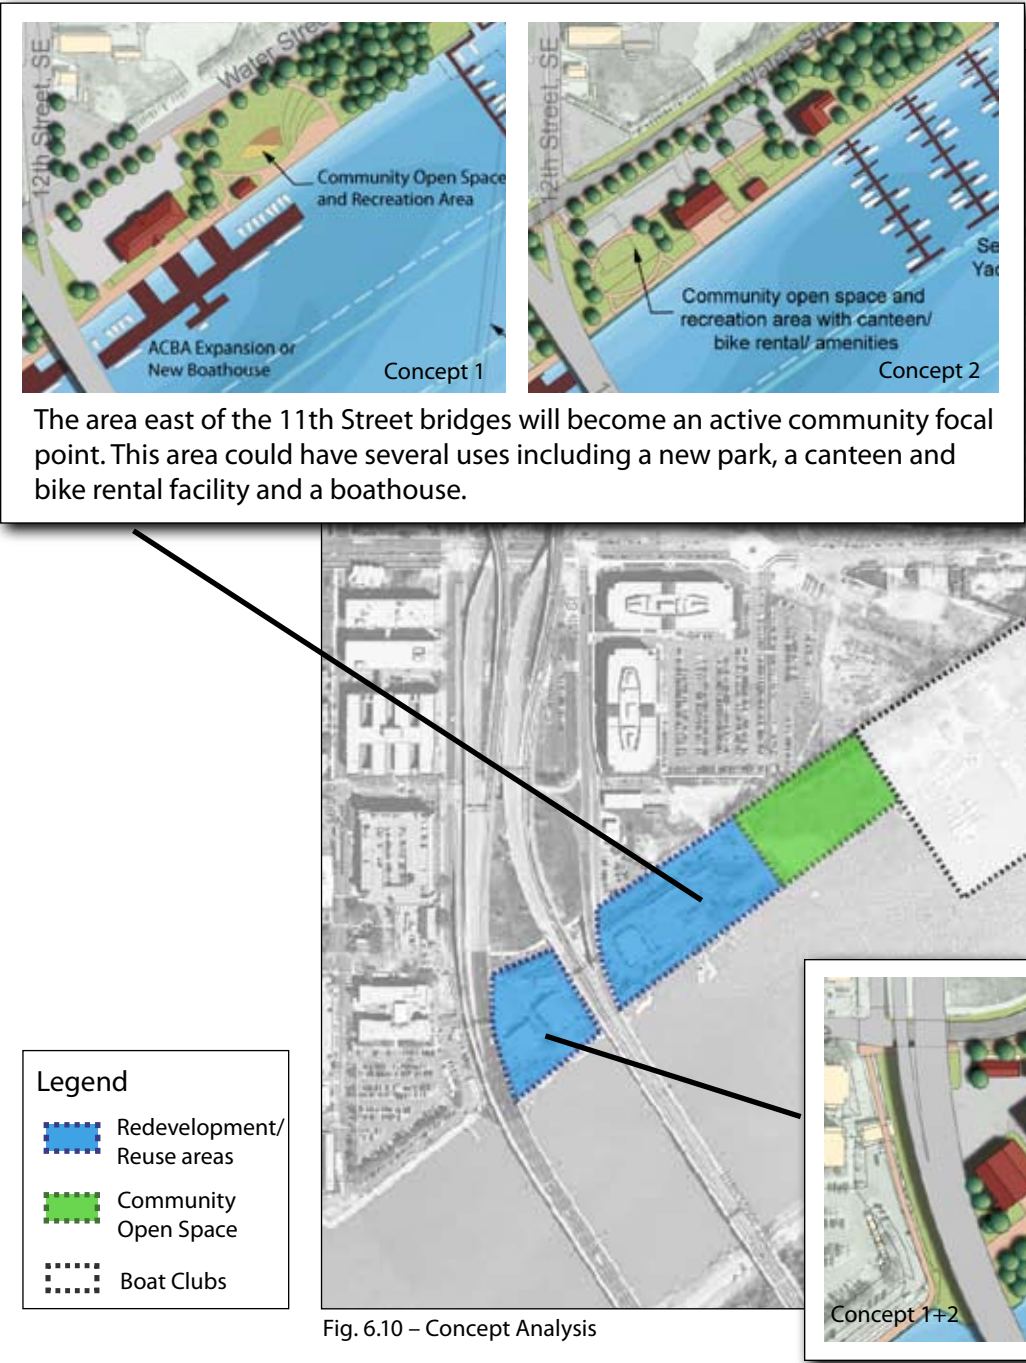 12th Street, SE
Water Stre
Community Open Space
and Recreation Area
ACBA Expansion or
New Boathouse
Concept 1
12th Street, SE
Water Street
Se
Yac
Community open space and
recreation area with canteen/
bike rental/ amenities
Concept 2
The area east of the 11th Street bridges will become an active community focal
point. This area could have several uses including a new park, a canteen and
bike rental facility and a boathouse.
Legend
Redevelopment/
Reuse areas
Community
Open Space
Boat Clubs
Concept 1+2
Fig. 6.10 – Concept Analysis